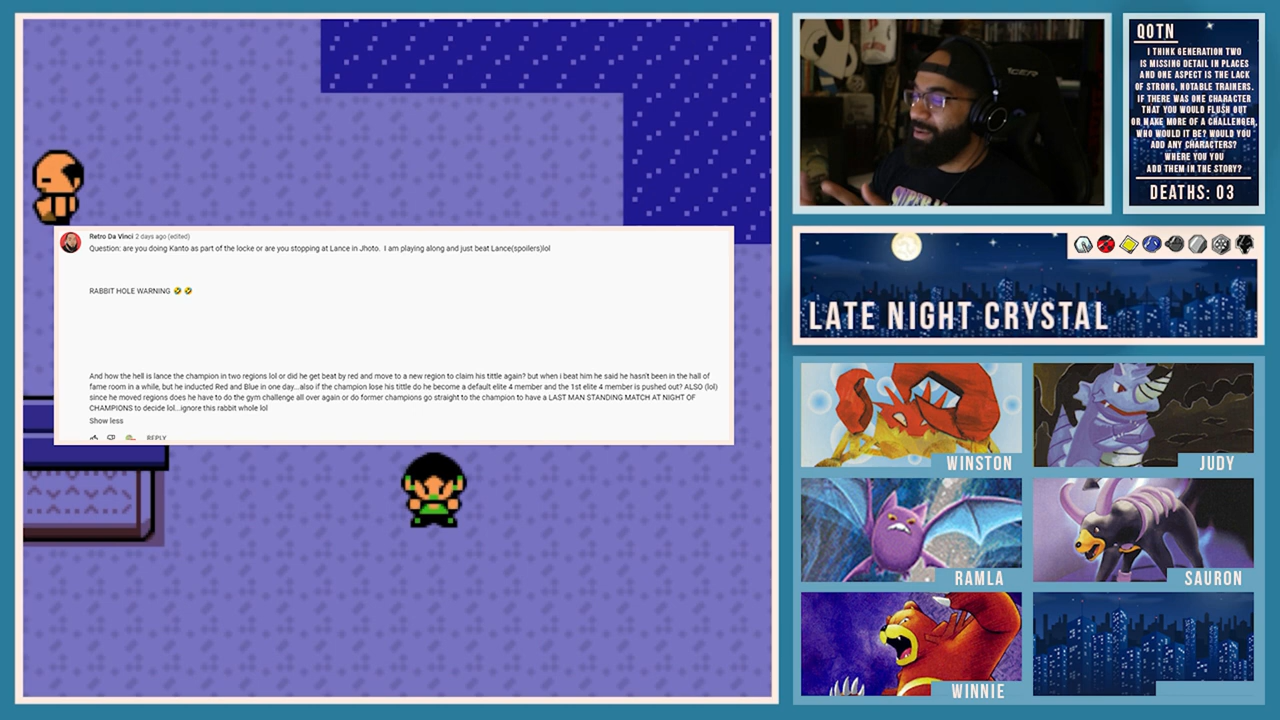 Retro Da Vinci 2 days ago (edited)
Question: are you doing Kanto as part of the locke or are you stopping at Lance in Jhoto. I am playing along and just beat Lance(spoilers)lol
RABBIT HOLE WARNING 🤣 🤣
And how the hell is lance the champion in two regions lol or did he get beat by red and move to a new region to claim his tittle again? but when i beat him he said he hasn't been in the hall of
fame room in a while, but he inducted Red and Blue in one day...also if the champion lose his tittle do he become a default elite 4 member and the 1st elite 4 member is pushed out? ALSO (lol)
since he moved regions does he have to do the gym challenge all over again or do former champions go straight to the champion to have a LAST MAN STANDING MATCH AT NIGHT OF
CHAMPIONS to decide lol...ignore this rabbit whole lol
Show less
REPLY
QOTN
I THINK GENERATION TWO
IS MISSING DETAIL IN PLACES
AND ONE ASPECT IS THE LACK
OF STRONG, NOTABLE TRAINERS.
IF THERE WAS ONE CHARACTER
THAT YOU WOULD FLUSH OUT
OR MAKE MORE OF A CHALLENGER,
WHO WOULD IT BE? WOULD YOU
ADD ANY CHARACTERS?
WHERE YOU YOU
ADD THEM IN THE STORY?
DEATHS: 03
LATE NIGHT CRYSTAL
WINSTON
JUDY
RAMLA
SAURON
WINNIE